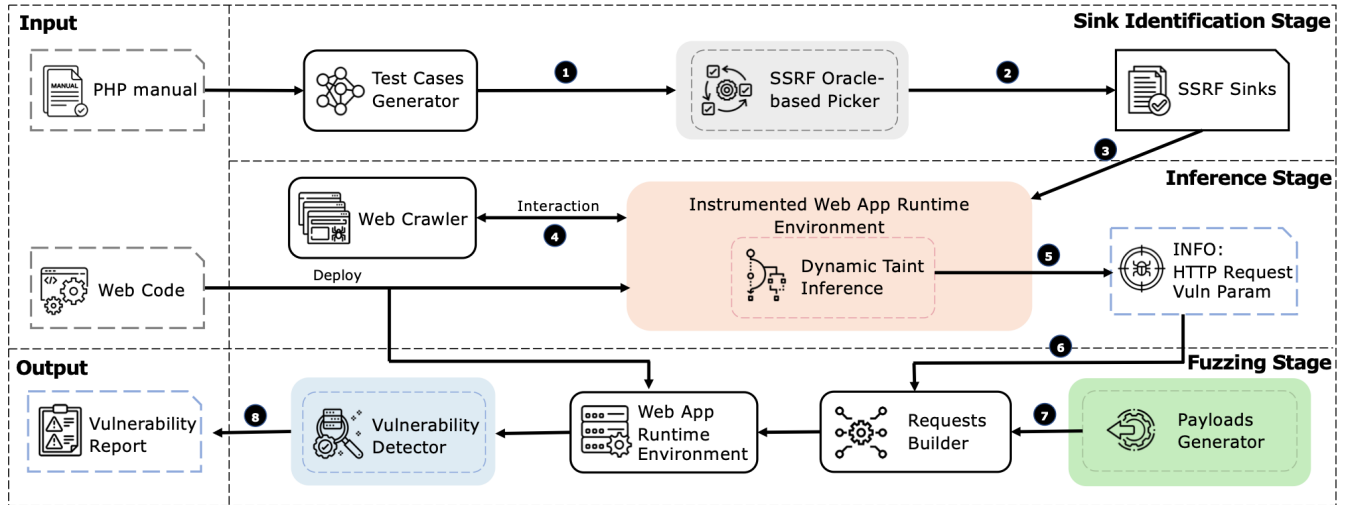 Input
Sink Identification Stage
MANUAL
PHP manual
Test Cases
Generator
1
SSRF Oracle-
based Picker
2
SSRF Sinks
3
Inference Stage
Web Crawler
Interaction
4
Instrumented Web App Runtime
Environment
Dynamic Taint
Inference
5
INFO:
HTTP Request
Vuln Param
</>
Web Code
Deploy
6
Output
Fuzzing Stage
Vulnerability
Report
8
Vulnerability
Detector
Web App
Runtime
Environment
Requests
Builder
7
Payloads
Generator